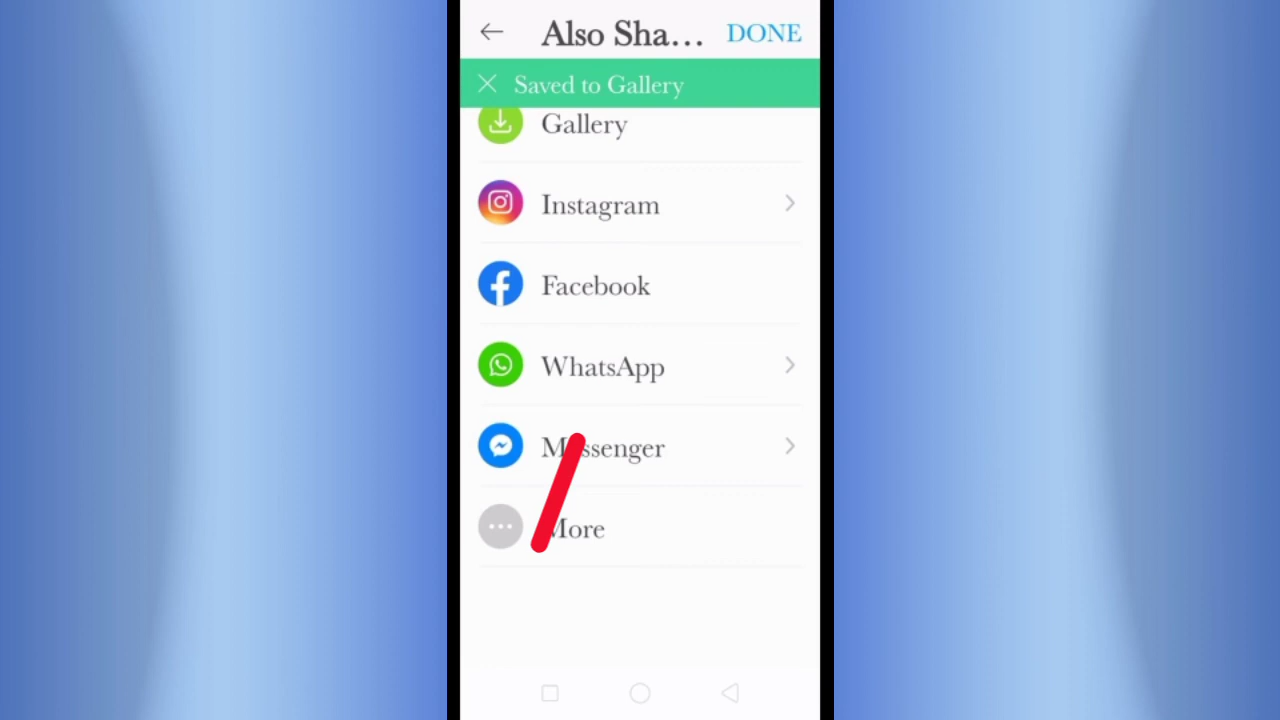 Also Sha...
DONE
Saved to Gallery
Gallery
Instagram
Facebook
WhatsApp
Messenger
More